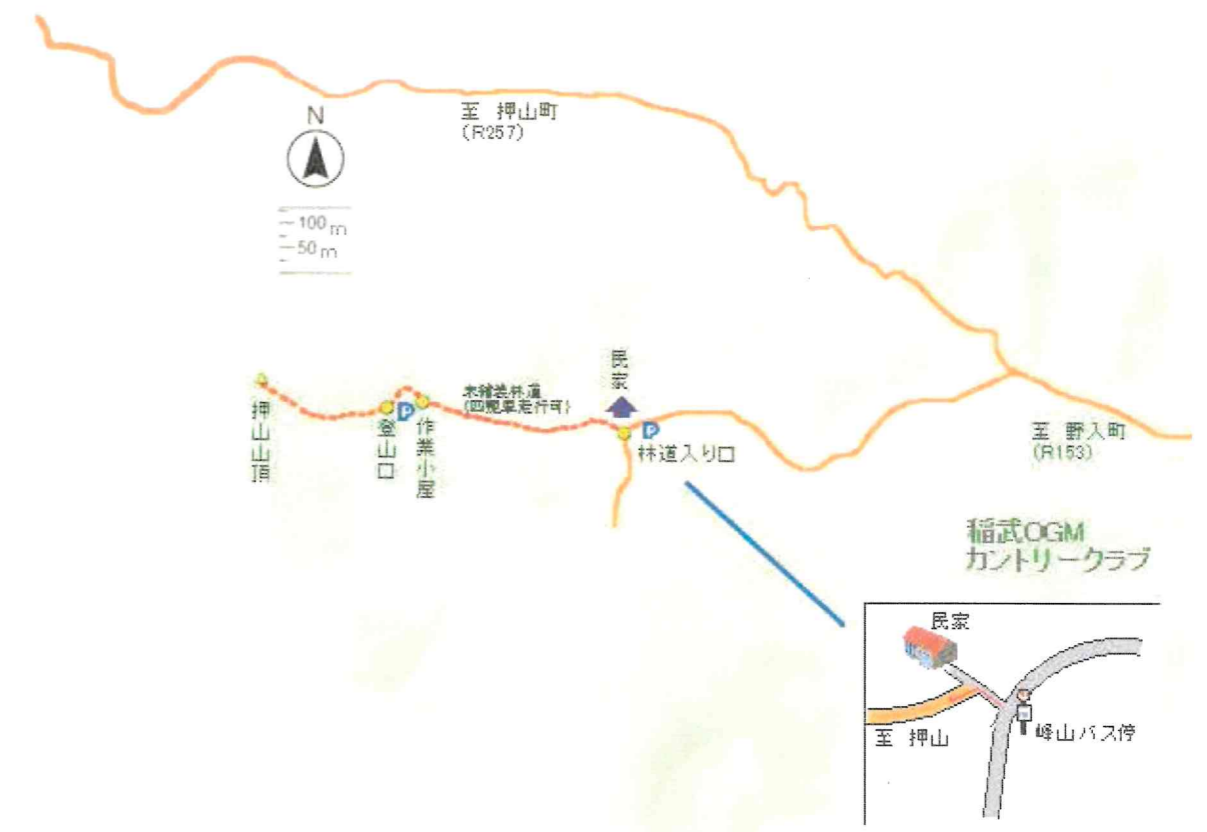 至 押山町
(R257)
N
100m
50m
民家
未舗装林道
(四駆車走行可)
押山山頂
登山口
P
作業小屋
P
林道入り口
至 野入町
(R153)
稲武OGM
カントリークラブ
民家
至 押山
峰山バス停